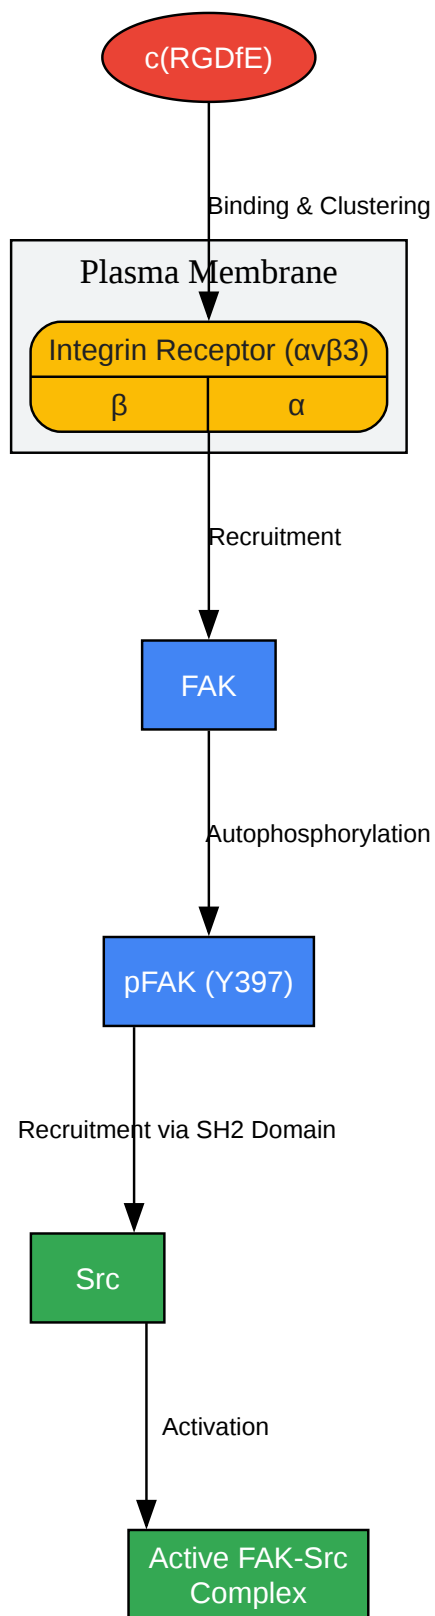 c(RGDfE)
Binding & Clustering
Plasma Membrane
Integrin Receptor (αvβ3)
β
α
Recruitment
FAK
Autophosphorylation
pFAK (Y397)
Recruitment via SH2 Domain
Src
Activation
Active FAK-Src
Complex